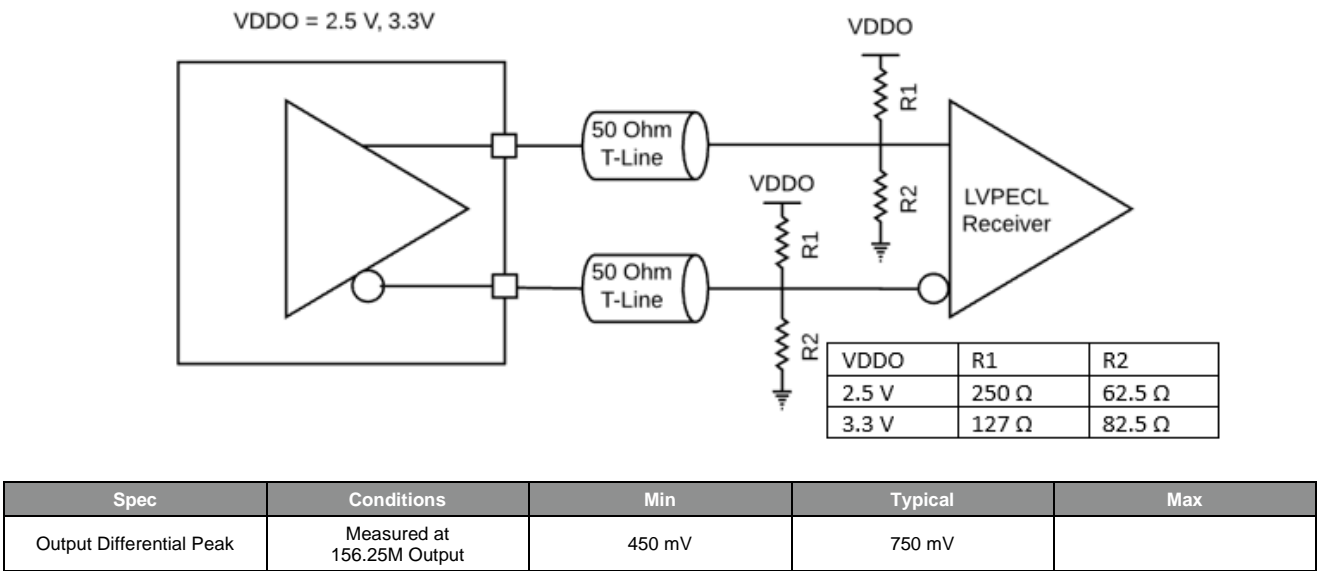 VDDO = 2.5 V, 3.3V
VDDO
R1
50 Ohm
T-Line
R2
LVPECL
Receiver
VDDO
R1
50 Ohm
T-Line
R2
VDDO R1 R2
2.5 V 250 Ω 62.5 Ω
3.3 V 127 Ω 82.5 Ω
Spec Conditions Min Typical Max
Output Differential Peak Measured at 156.25M Output 450 mV 750 mV